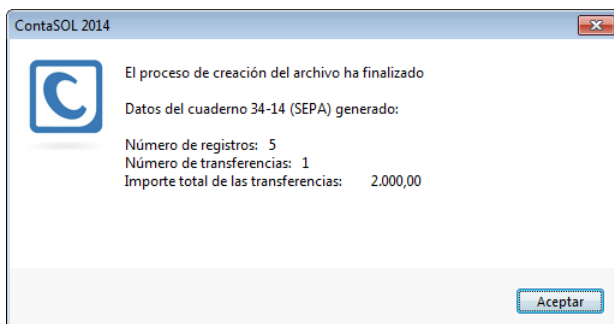 ContaSOL 2014
El proceso de creación del archivo ha finalizado
Datos del cuaderno 34-14 (SEPA) generado:
Número de registros: 5
Número de transferencias: 1
Importe total de las transferencias: 2.000,00
Aceptar